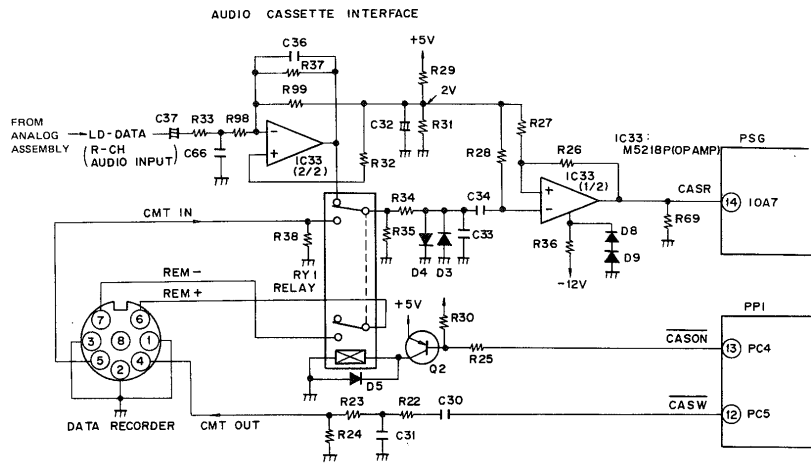 AUDIO CASSETTE INTERFACE
C36
R37
R99
+5V
R29
2V
FROM
ANALOG
ASSEMBLY
LD-DATA
(R-CH
AUDIO INPUT)
C37
R33
R98
C66
-
+
IC33
(2/2)
R32
C32
R31
R28
R27
R26
IC33:
M5218P(OPAMP)
PSG
+
-
IC33
(1/2)
CASR
14
IOA7
R69
CMT IN
R38
R34
R35
D4
D3
C33
C34
R36
-12V
D8
D9
RY1
RELAY
REM-
REM+
+5V
R30
Q2
R25
D5
PPI
CASON
13
PC4
CASW
12
PC5
7
6
3
8
1
5
4
2
DATA RECORDER
CMT OUT
R23
R24
C31
R22
C30